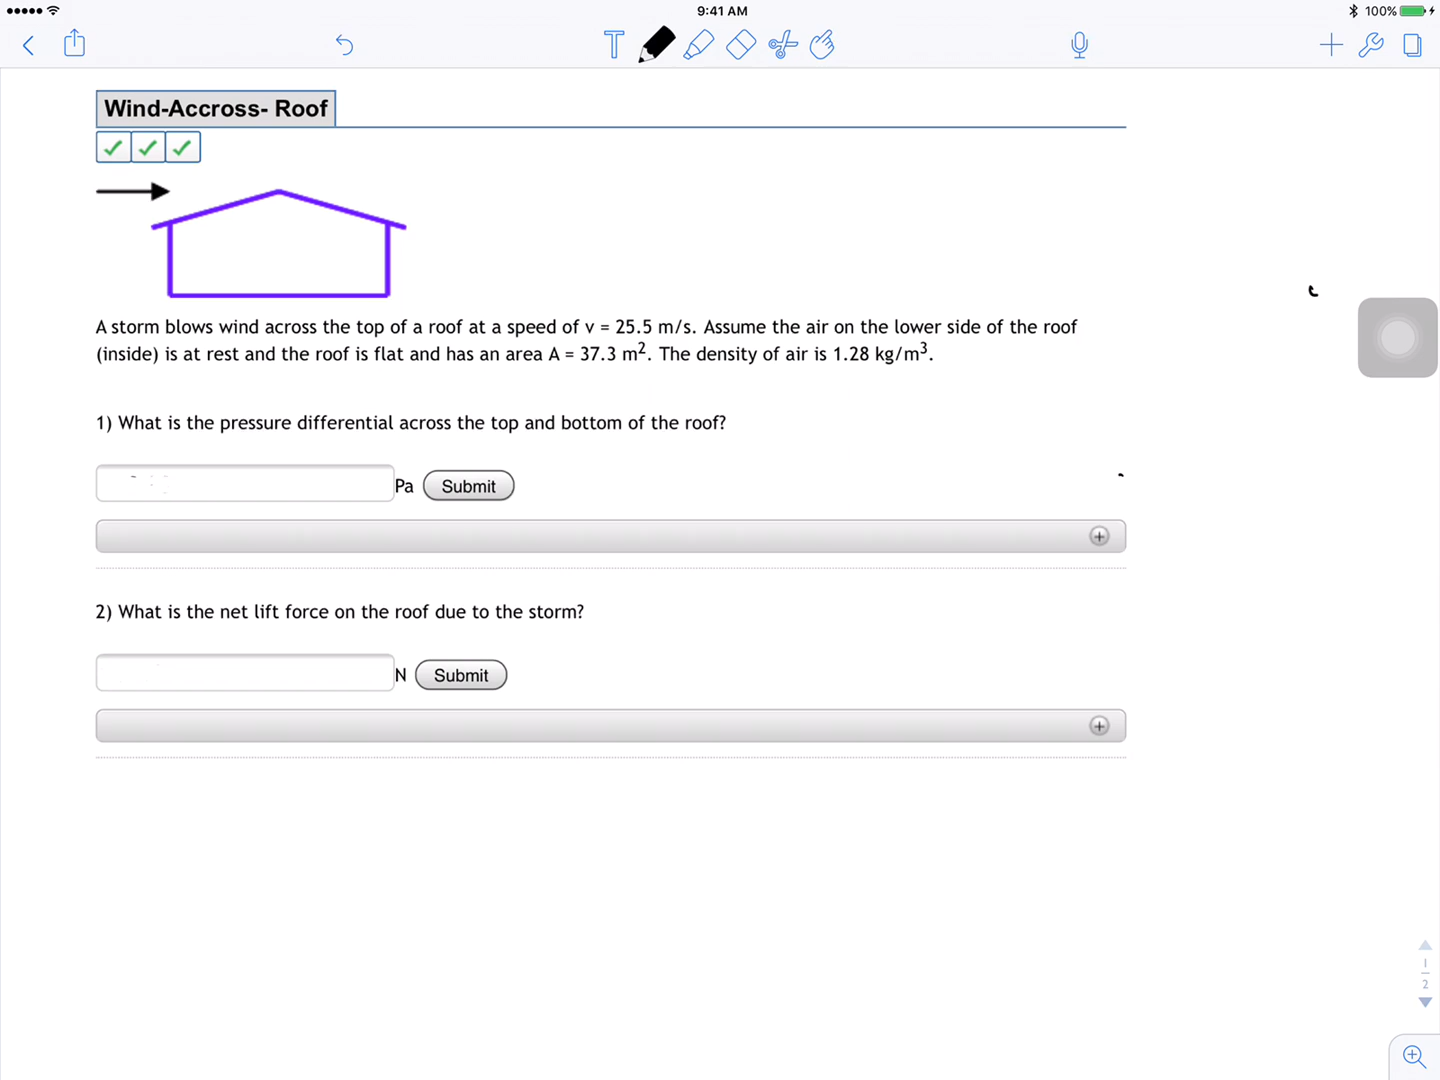 9:41 AM
100%
T
Wind-Accross- Roof
A storm blows wind across the top of a roof at a speed of v = 25.5 m/s. Assume the air on the lower side of the roof
(inside) is at rest and the roof is flat and has an area A = 37.3 m². The density of air is 1.28 kg/m³.
1) What is the pressure differential across the top and bottom of the roof?
Pa Submit
2) What is the net lift force on the roof due to the storm?
N Submit
1
2